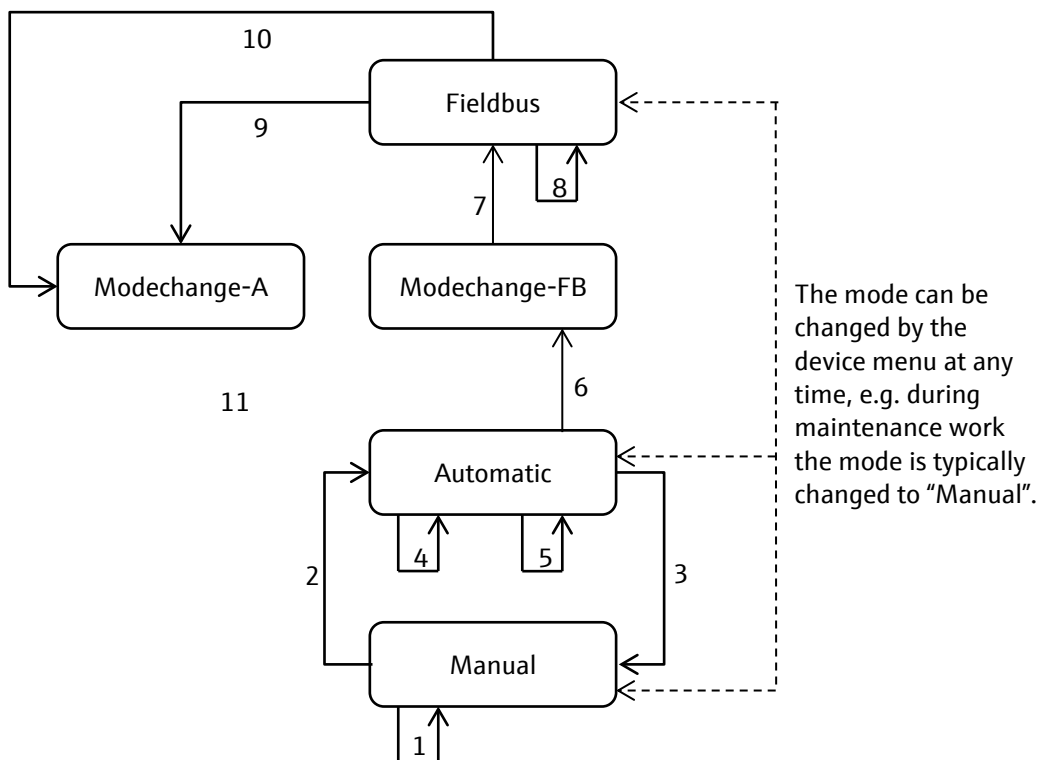 10
Fieldbus
9
8
7
Modechange-A
Modechange-FB
The mode can be
changed by the
device menu at any
time, e.g. during
maintenance work
the mode is typically
changed to “Manual”.
6
11
Automatic
4
5
2
3
Manual
1